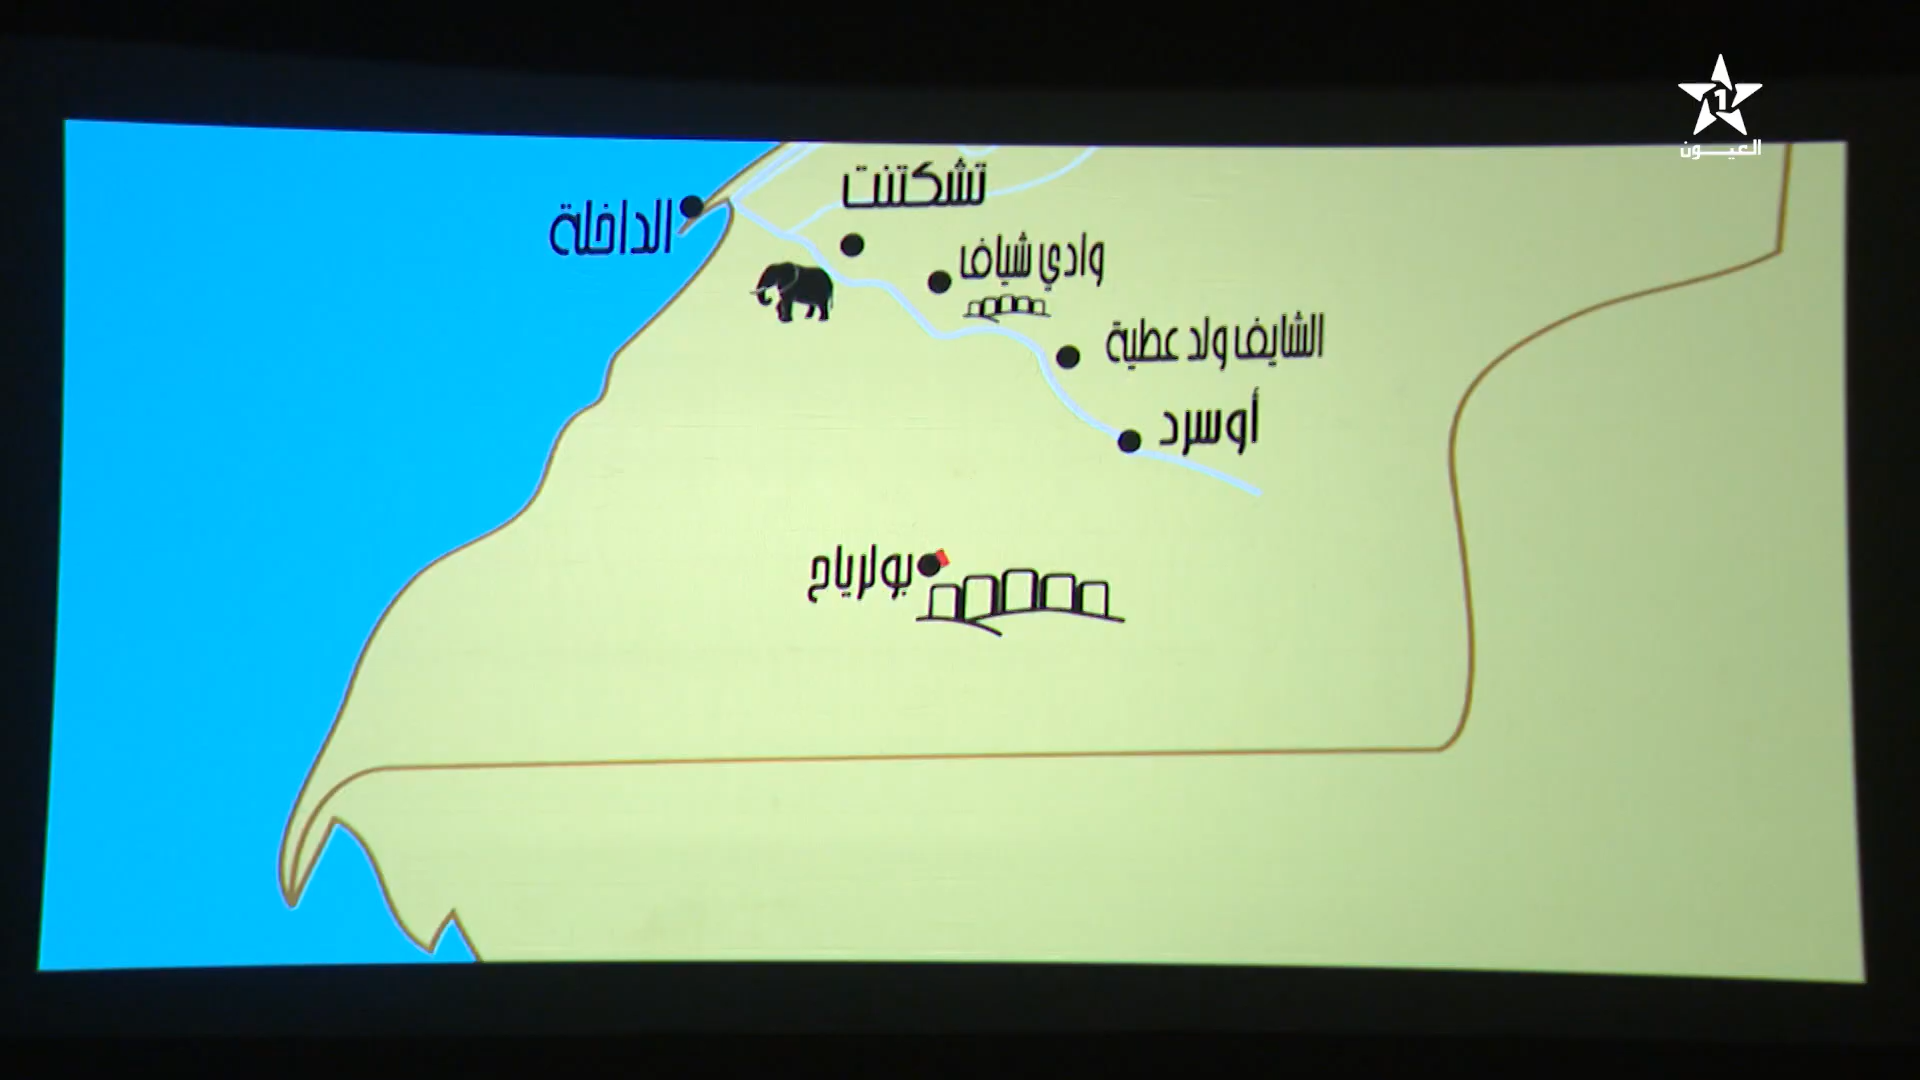 1
العيون
تشكتنت
الداخلة
وادي شياف
الشايف ولد عطية
أوسرد
بولرياح